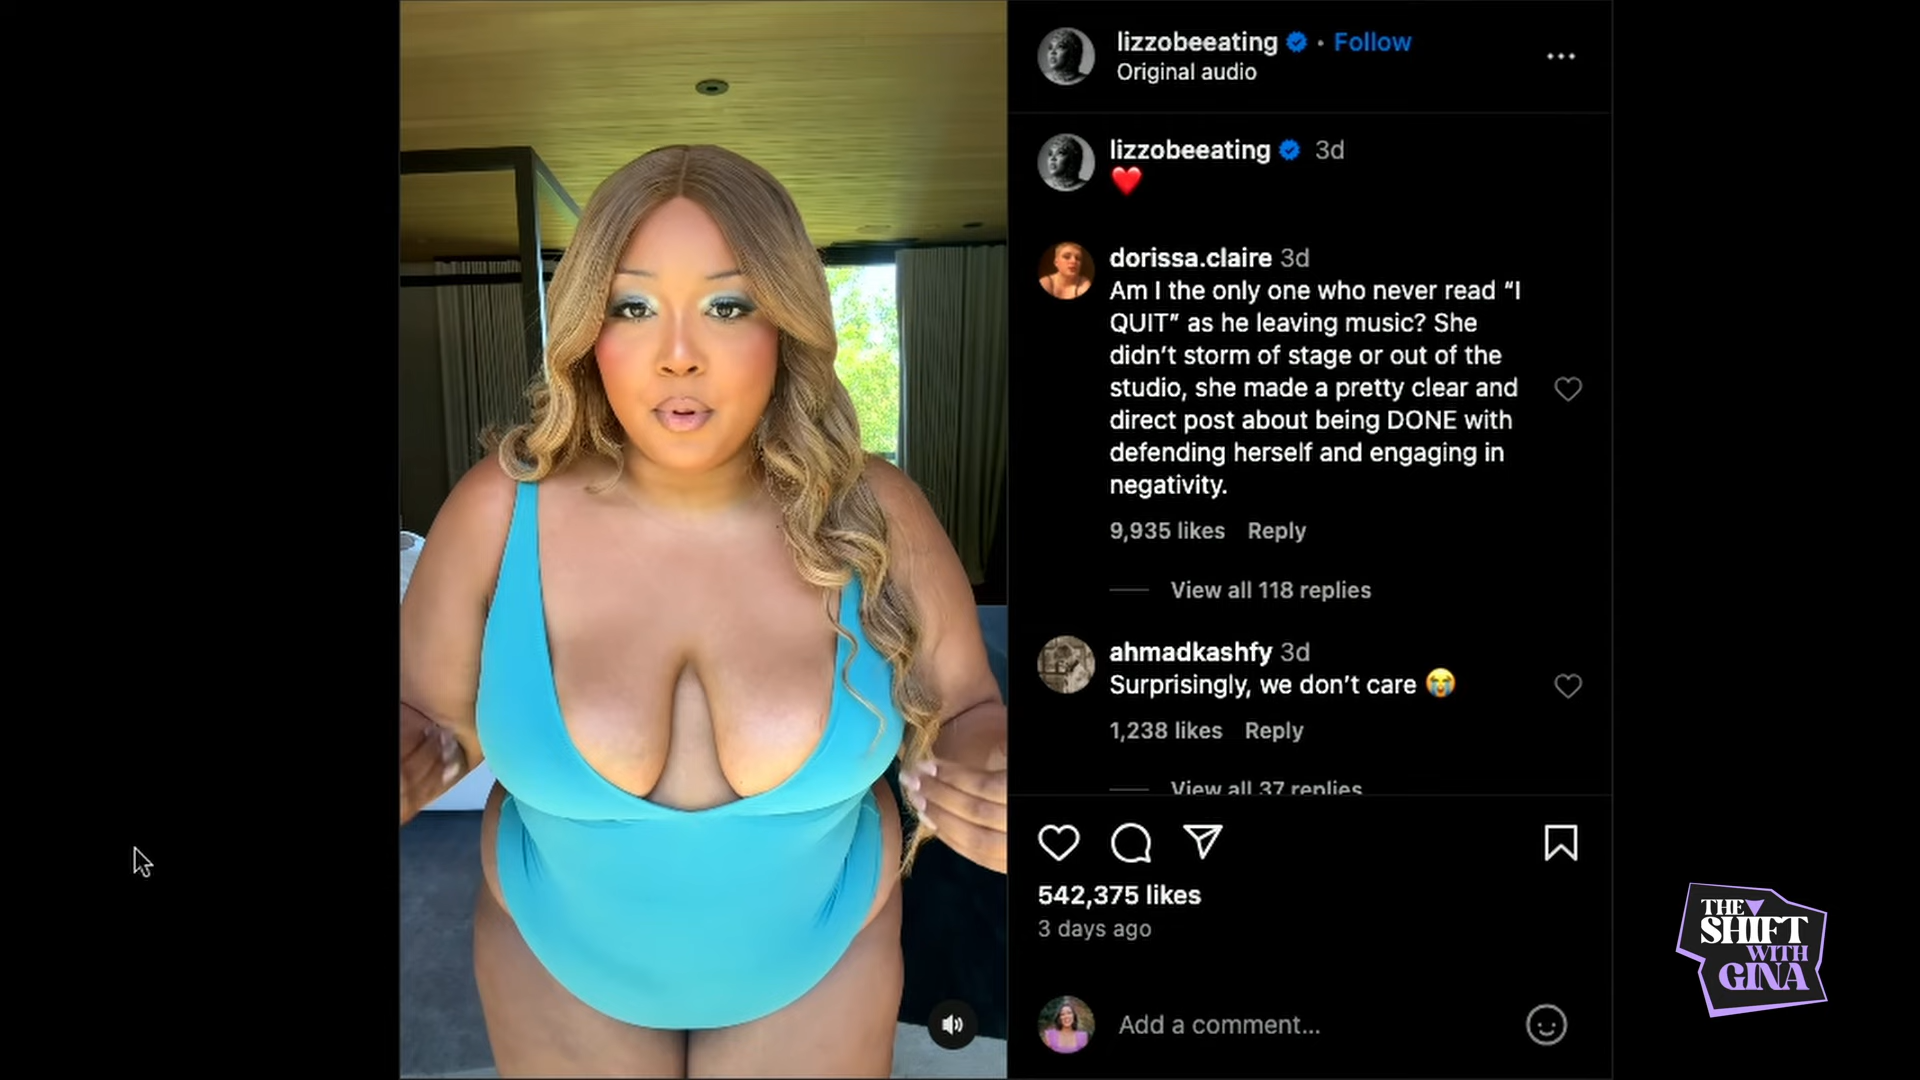 lizzobeeating • Follow
Original audio
lizzobeeating 3d
❤️
dorissa.claire 3d
Am I the only one who never read “I
QUIT” as he leaving music? She
didn’t storm of stage or out of the
studio, she made a pretty clear and
direct post about being DONE with
defending herself and engaging in
negativity.
9,935 likes Reply
View all 118 replies
ahmadkashfy 3d
Surprisingly, we don’t care 😭
1,238 likes Reply
View all 37 replies
542,375 likes
3 days ago
Add a comment...
THE
SHIFT
WITH
GINA